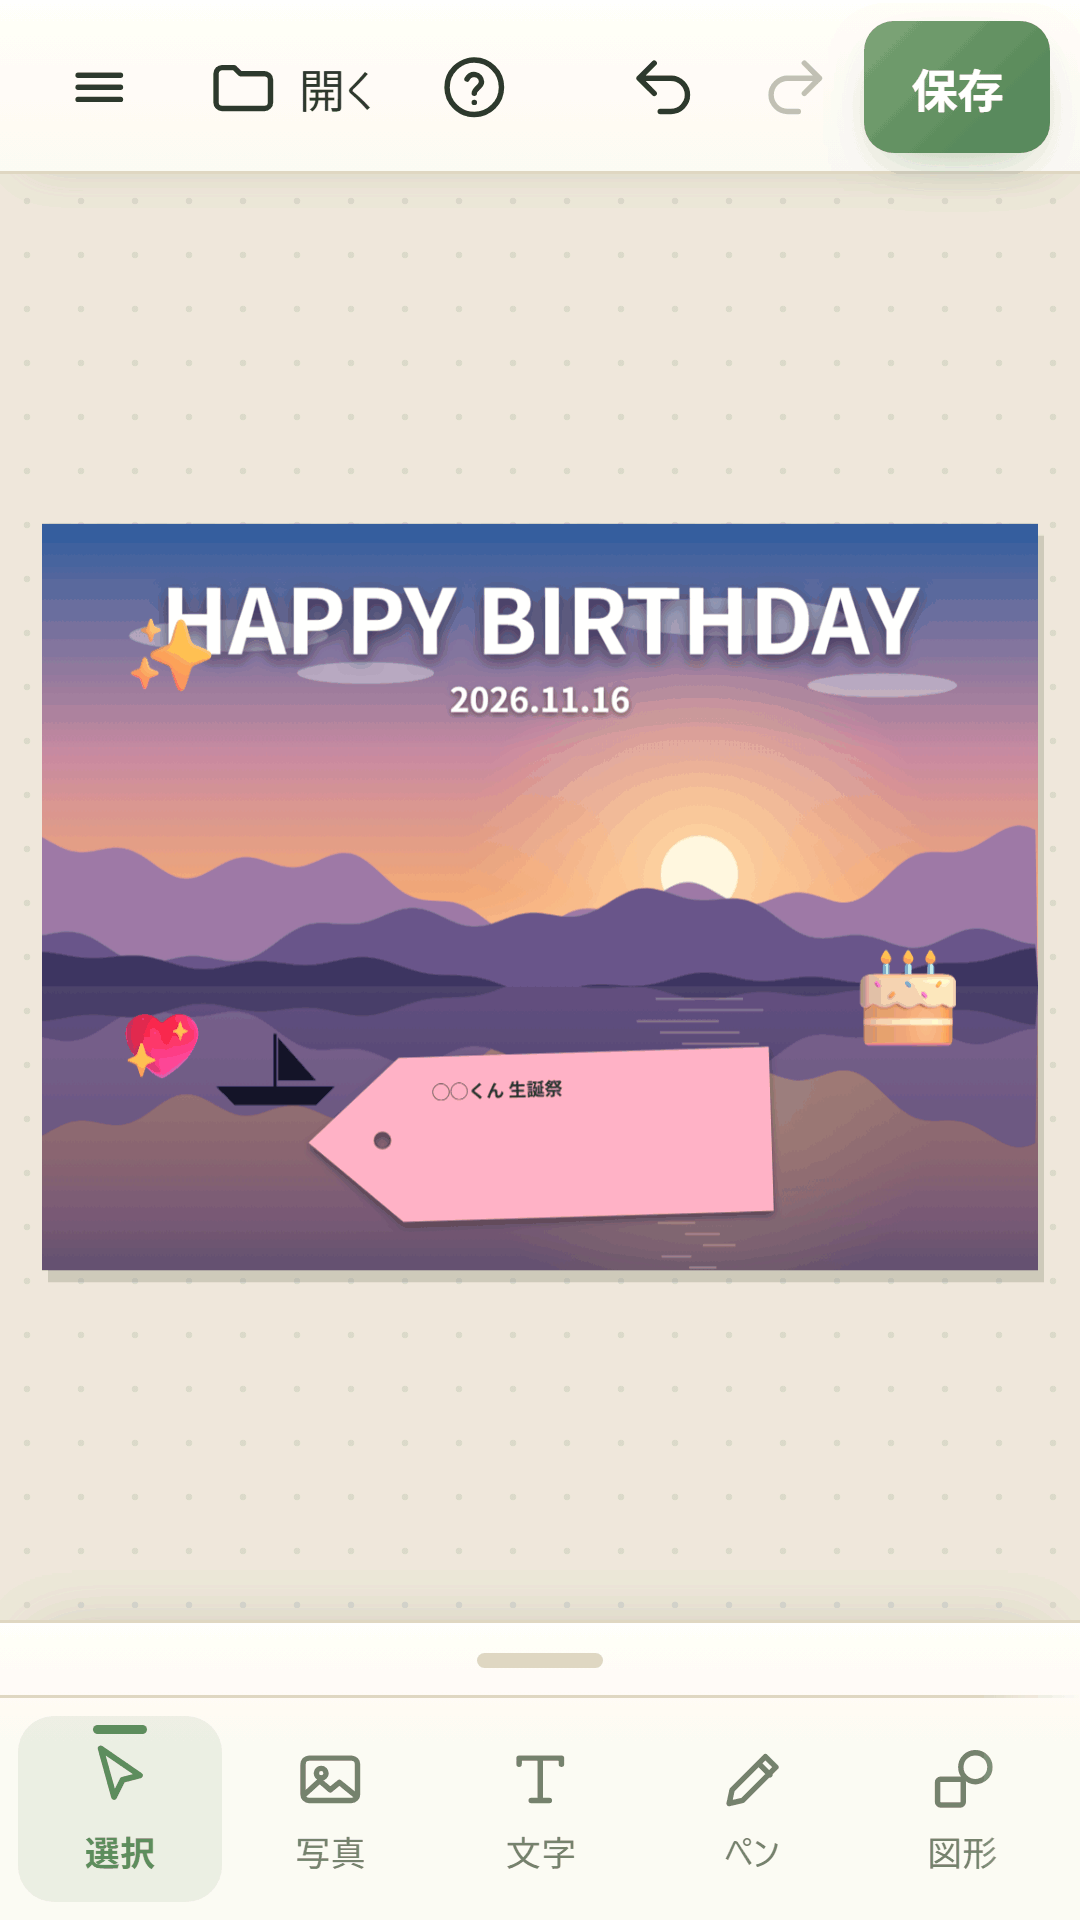 開く
保存
HAPPY BIRTHDAY
2026.11.16
○○くん 生誕祭
選択
写真
文字
ペン
図形